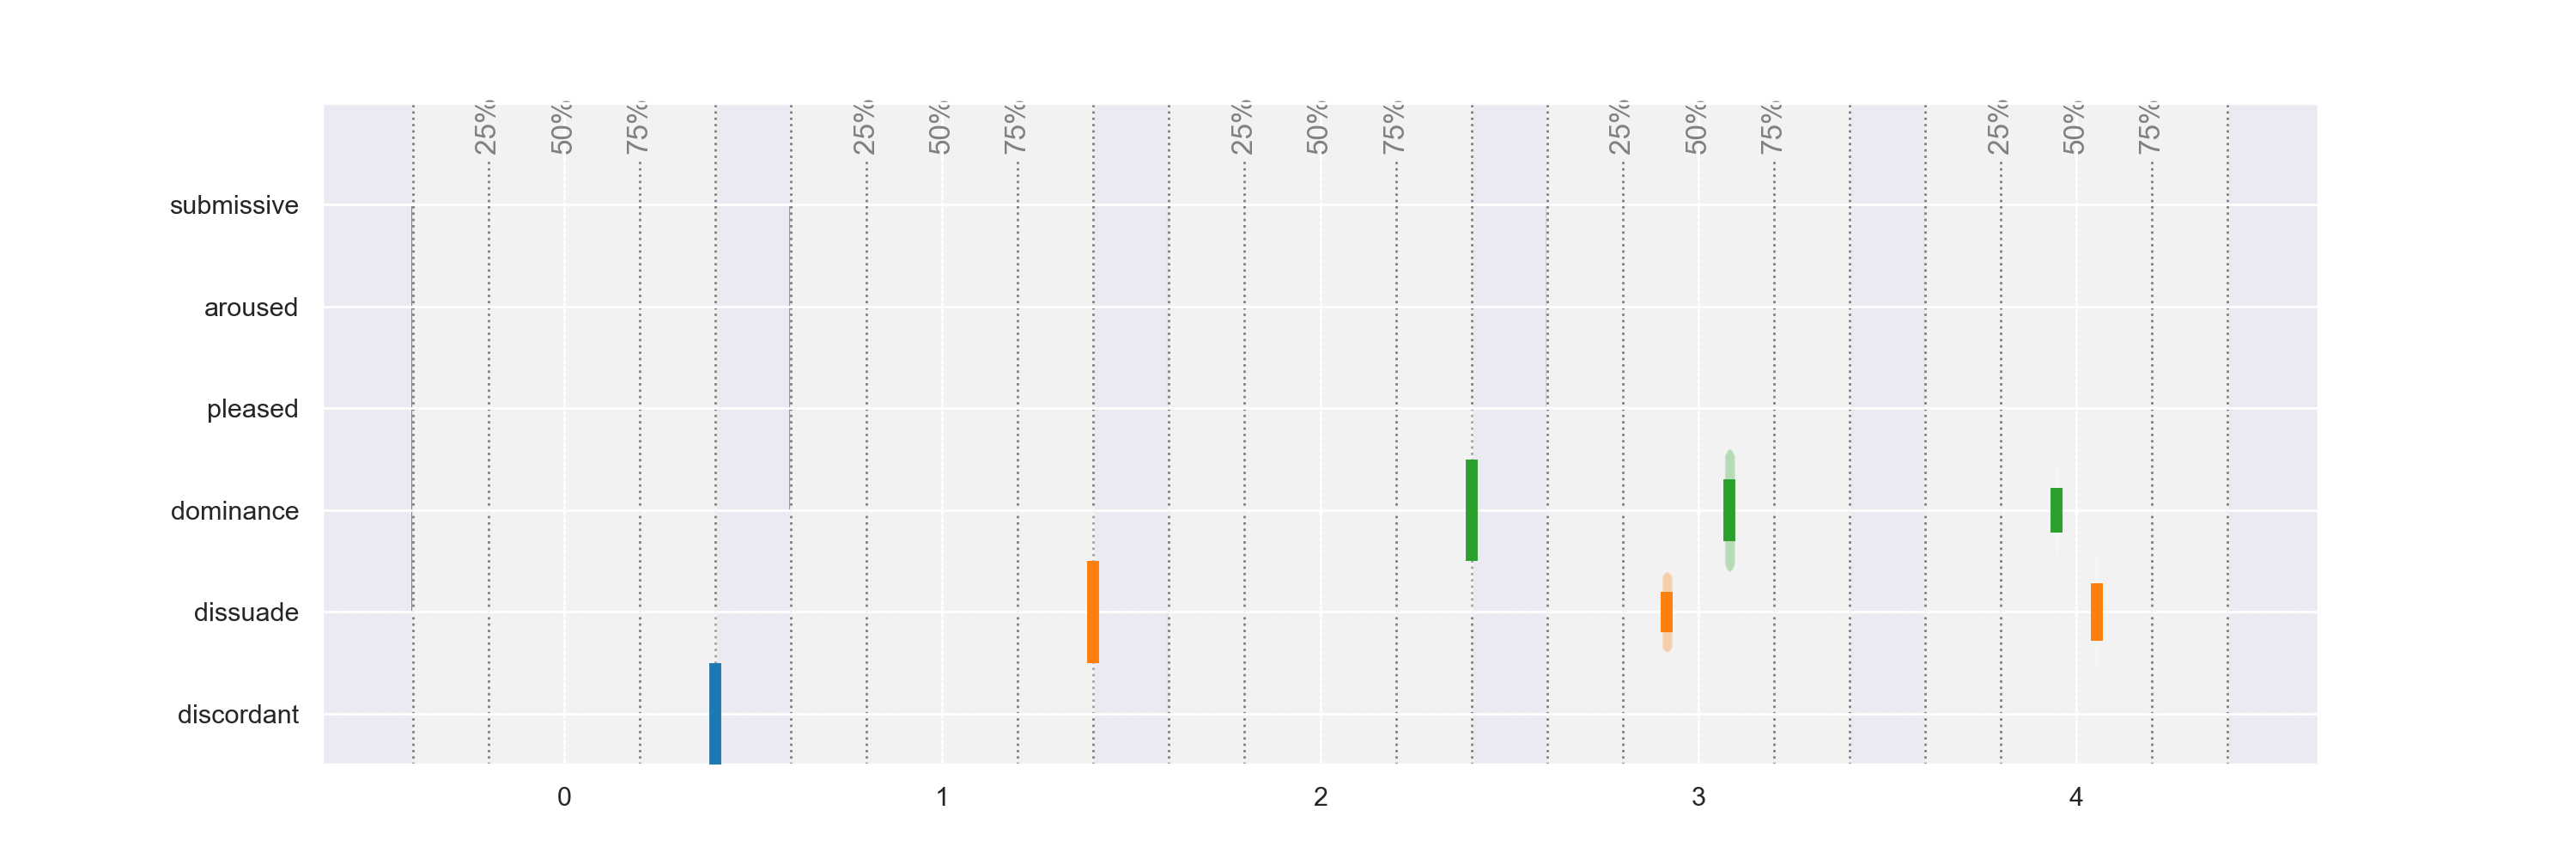 25% 50% 75% 25% 50% 75% 25% 50% 75% 25% 50% 75% 25% 50% 75%
submissive
aroused
pleased
dominance
dissuade
discordant
0 1 2 3 4